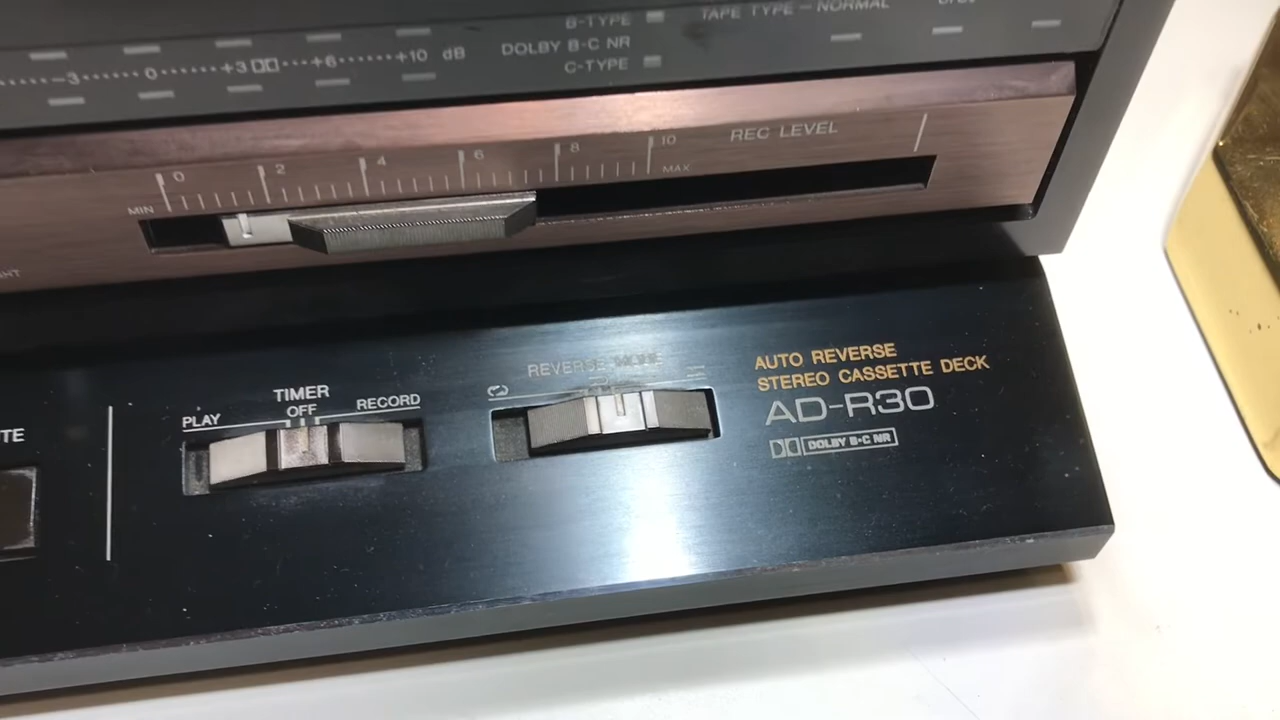 B-TYPE
TAPE TYPE — NORMAL
-3 0 +3 +6 +10 dB
DOLBY B·C NR
C-TYPE
0 2 4 6 8 10
REC LEVEL
MIN
MAX
TIMER
PLAY OFF RECORD
REVERSE MODE
AUTO REVERSE
STEREO CASSETTE DECK
AD-R30
DOLBY B·C NR